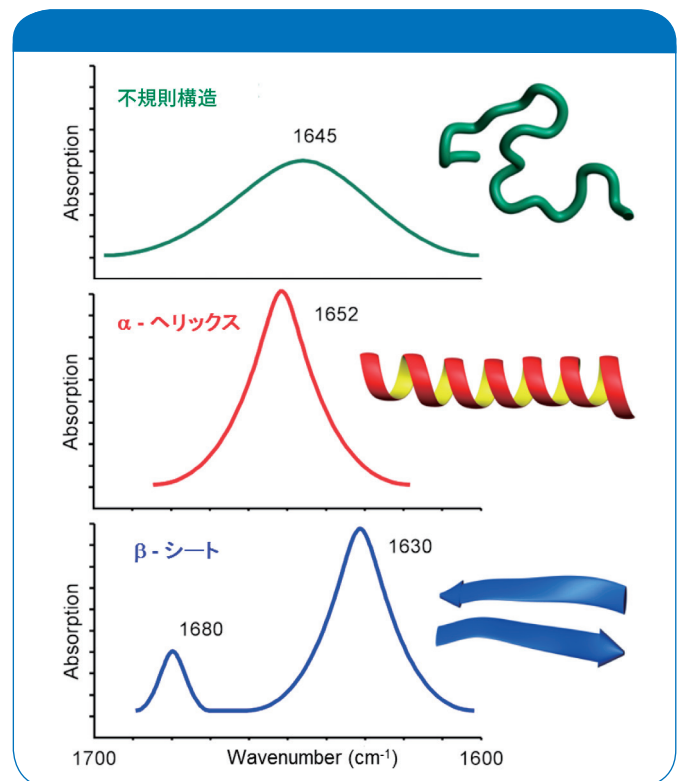 不規則構造
1645
Absorption
α - ヘリックス
1652
Absorption
β - シート
1630
1680
Absorption
1700 Wavenumber (cm⁻¹) 1600